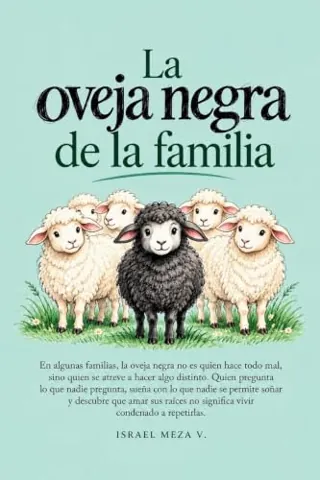 La
oveja negra
de la familia
En algunas familias, la oveja negra no es quien hace todo mal,
sino quien se atreve a hacer algo distinto. Quien pregunta
lo que nadie pregunta, sueña con lo que nadie se permite soñar
y descubre que amar sus raíces no significa vivir
condenado a repetirlas.
ISRAEL MEZA V.